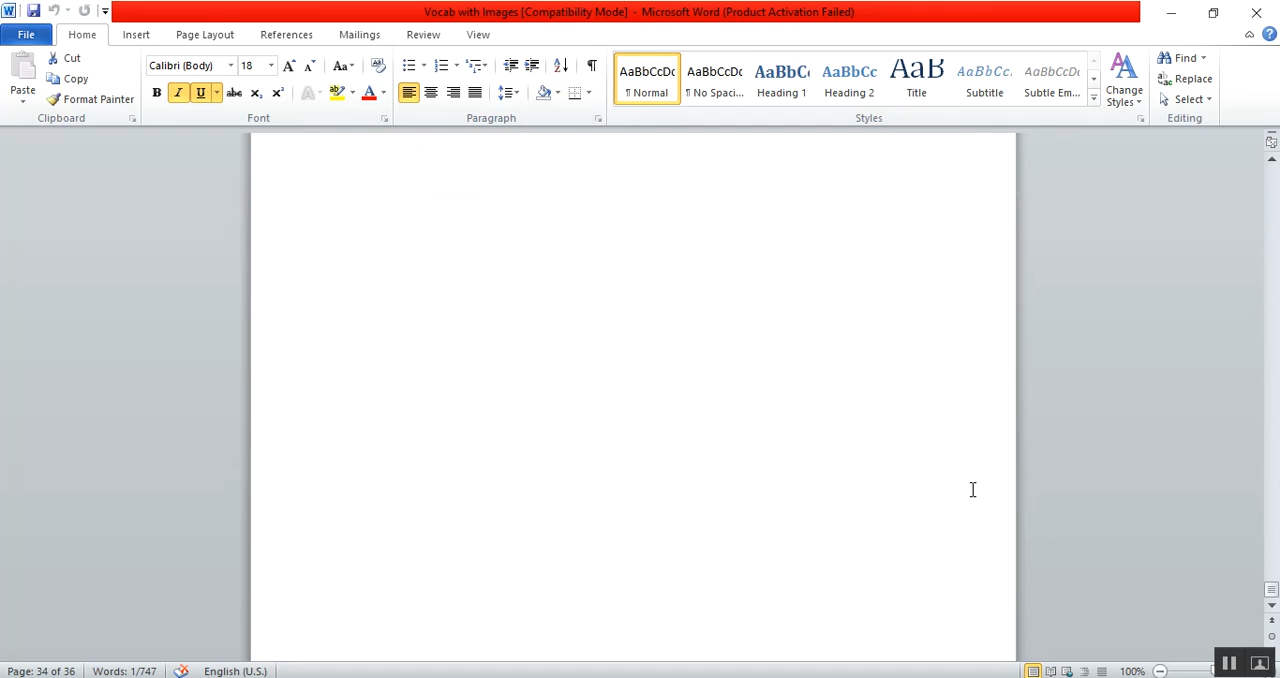 Vocab with Images [Compatibility Mode] - Microsoft Word (Product Activation Failed)
File Home Insert Page Layout References Mailings Review View
Paste
Cut
Copy
Format Painter
Clipboard
Calibri (Body) 18
Font
Paragraph
AaBbCcDc AaBbCcDc AaBbC AaBbCc AaB AaBbCc. AaBbCcDc
¶ Normal ¶ No Spaci... Heading 1 Heading 2 Title Subtitle Subtle Em...
Change
Styles
Styles
Find
Replace
Select
Editing
Page: 34 of 36 Words: 1/747 English (U.S.) 100%